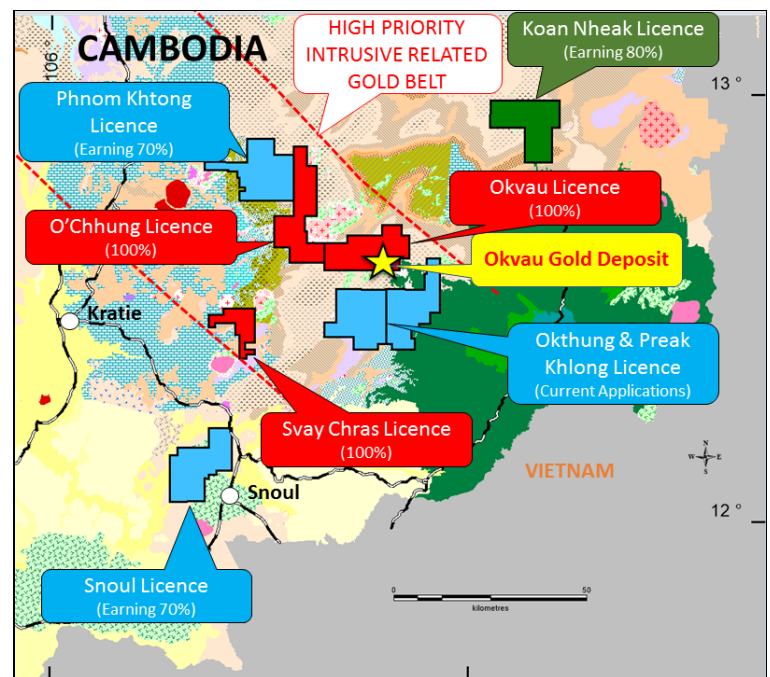 CAMBODIA
106°
HIGH PRIORITY
INTRUSIVE RELATED
GOLD BELT
Koan Nheak Licence
(Earning 80%)
13 °
Phnom Khtong
Licence
(Earning 70%)
Okvau Licence
(100%)
O’Chhung Licence
(100%)
Okvau Gold Deposit
Kratie
Okthung & Preak
Khlong Licence
(Current Applications)
Svay Chras Licence
(100%)
N
W E
S
VIETNAM
Snoul
12 °
Snoul Licence
(Earning 70%)
0 50
kilometres